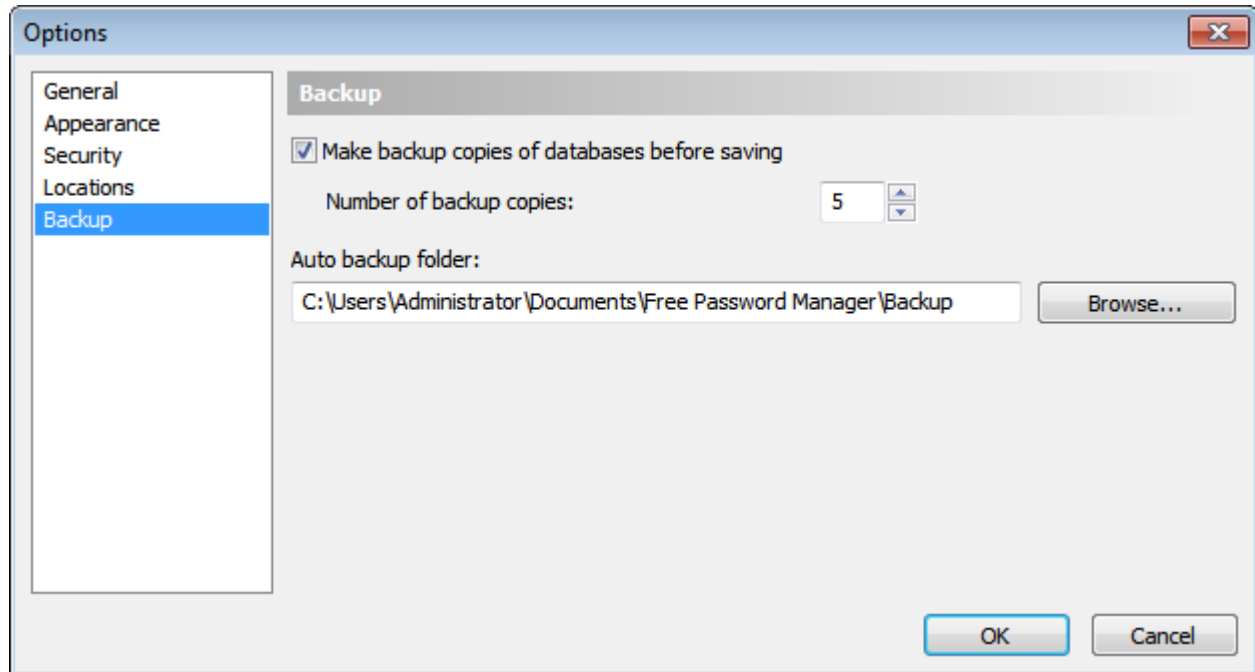 Options
General
Appearance
Security
Locations
Backup
Backup
Make backup copies of databases before saving
Number of backup copies: 5
Auto backup folder:
C:\Users\Administrator\Documents\Free Password Manager\Backup Browse...
OK Cancel